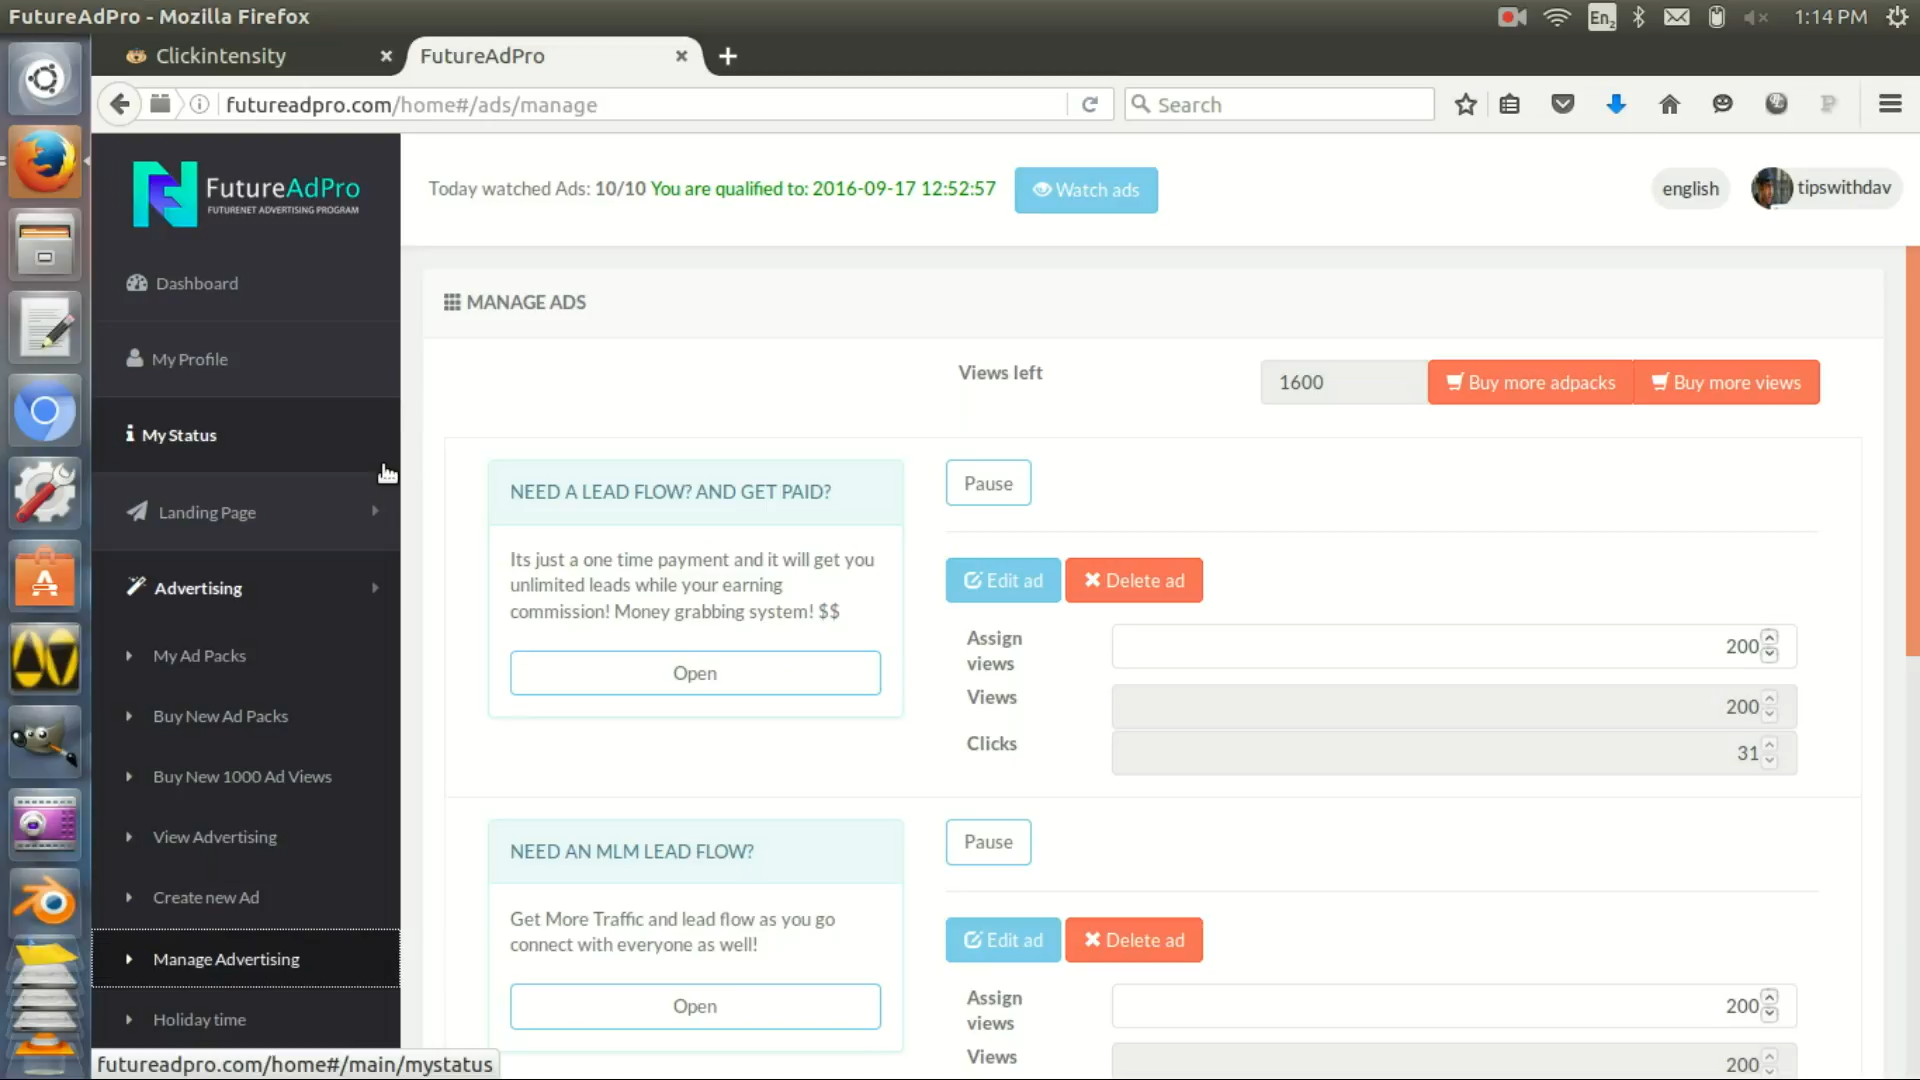 FutureAdPro - Mozilla Firefox
En2
1:14 PM
Clickintensity
FutureAdPro
futureadpro.com/home#/ads/manage
Search
FutureAdPro
FUTURENET ADVERTISING PROGRAM
Today watched Ads: 10/10 You are qualified to: 2016-09-17 12:52:57
Watch ads
english
tipswithdav
Dashboard
My Profile
My Status
Landing Page
Advertising
My Ad Packs
Buy New Ad Packs
Buy New 1000 Ad Views
View Advertising
Create new Ad
Manage Advertising
Holiday time
MANAGE ADS
Views left
1600
Buy more adpacks
Buy more views
NEED A LEAD FLOW? AND GET PAID?
Its just a one time payment and it will get you
unlimited leads while your earning
commission! Money grabbing system! $$
Open
Pause
Edit ad
Delete ad
Assign
views
200
Views
200
Clicks
31
NEED AN MLM LEAD FLOW?
Get More Traffic and lead flow as you go
connect with everyone as well!
Open
Pause
Edit ad
Delete ad
Assign
views
200
Views
200
futureadpro.com/home#/main/mystatus